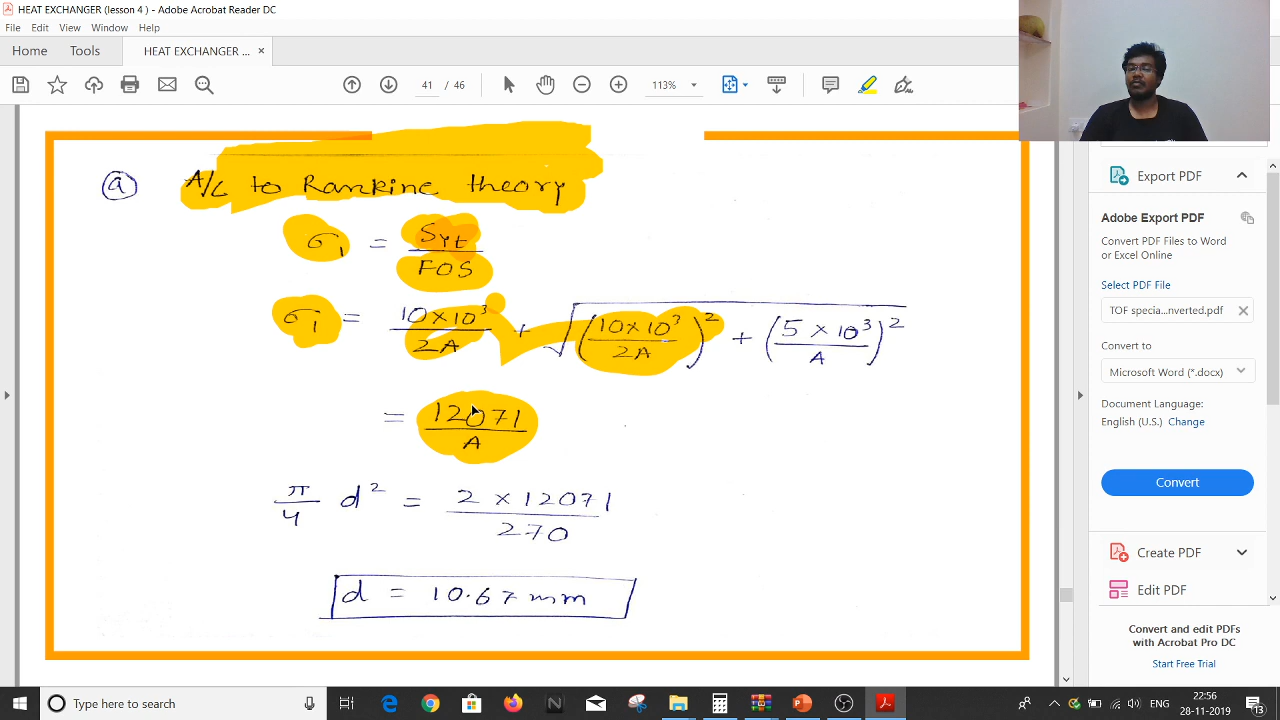 HEAT EXCHANGER (lesson 4 ).pdf - Adobe Acrobat Reader DC
File Edit View Window Help
Home Tools HEAT EXCHANGER ... ×
41 / 46 113%
ⓐ A/C to Rankine theory
σ₁ = Syt / FOS
σ₁ = 10×10³ / 2A + √((10×10³ / 2A)² + (5×10³ / A)²)
= 12071 / A
π/4 d² = 2 × 12071 / 270
d = 10.67 mm
Export PDF
Adobe Export PDF
Convert PDF Files to Word
or Excel Online
Select PDF File
TOF specia...nverted.pdf
Convert to
Microsoft Word (*.docx)
Document Language:
English (U.S.) Change
Convert
Create PDF
Edit PDF
Convert and edit PDFs
with Acrobat Pro DC
Start Free Trial
Type here to search
ENG
22:56
28-11-2019
13